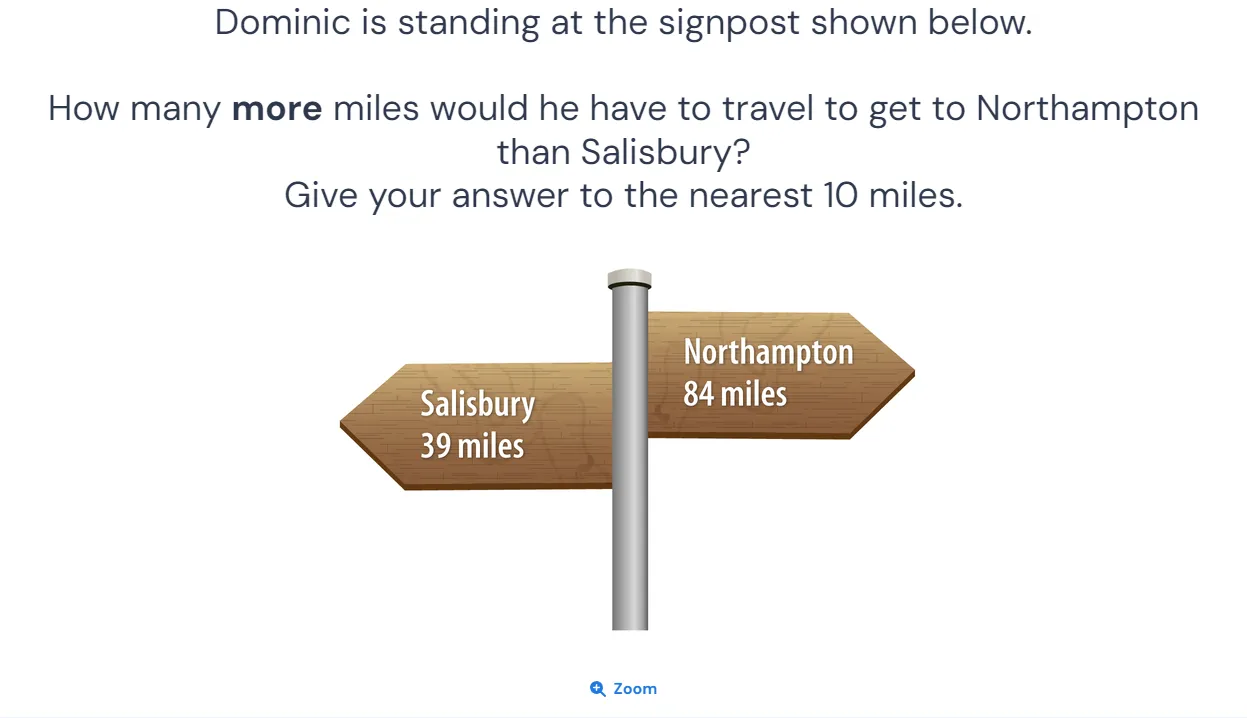 Dominic is standing at the signpost shown below.
How many more miles would he have to travel to get to Northampton
than Salisbury?
Give your answer to the nearest 10 miles.
Northampton
84 miles
Salisbury
39 miles
Zoom